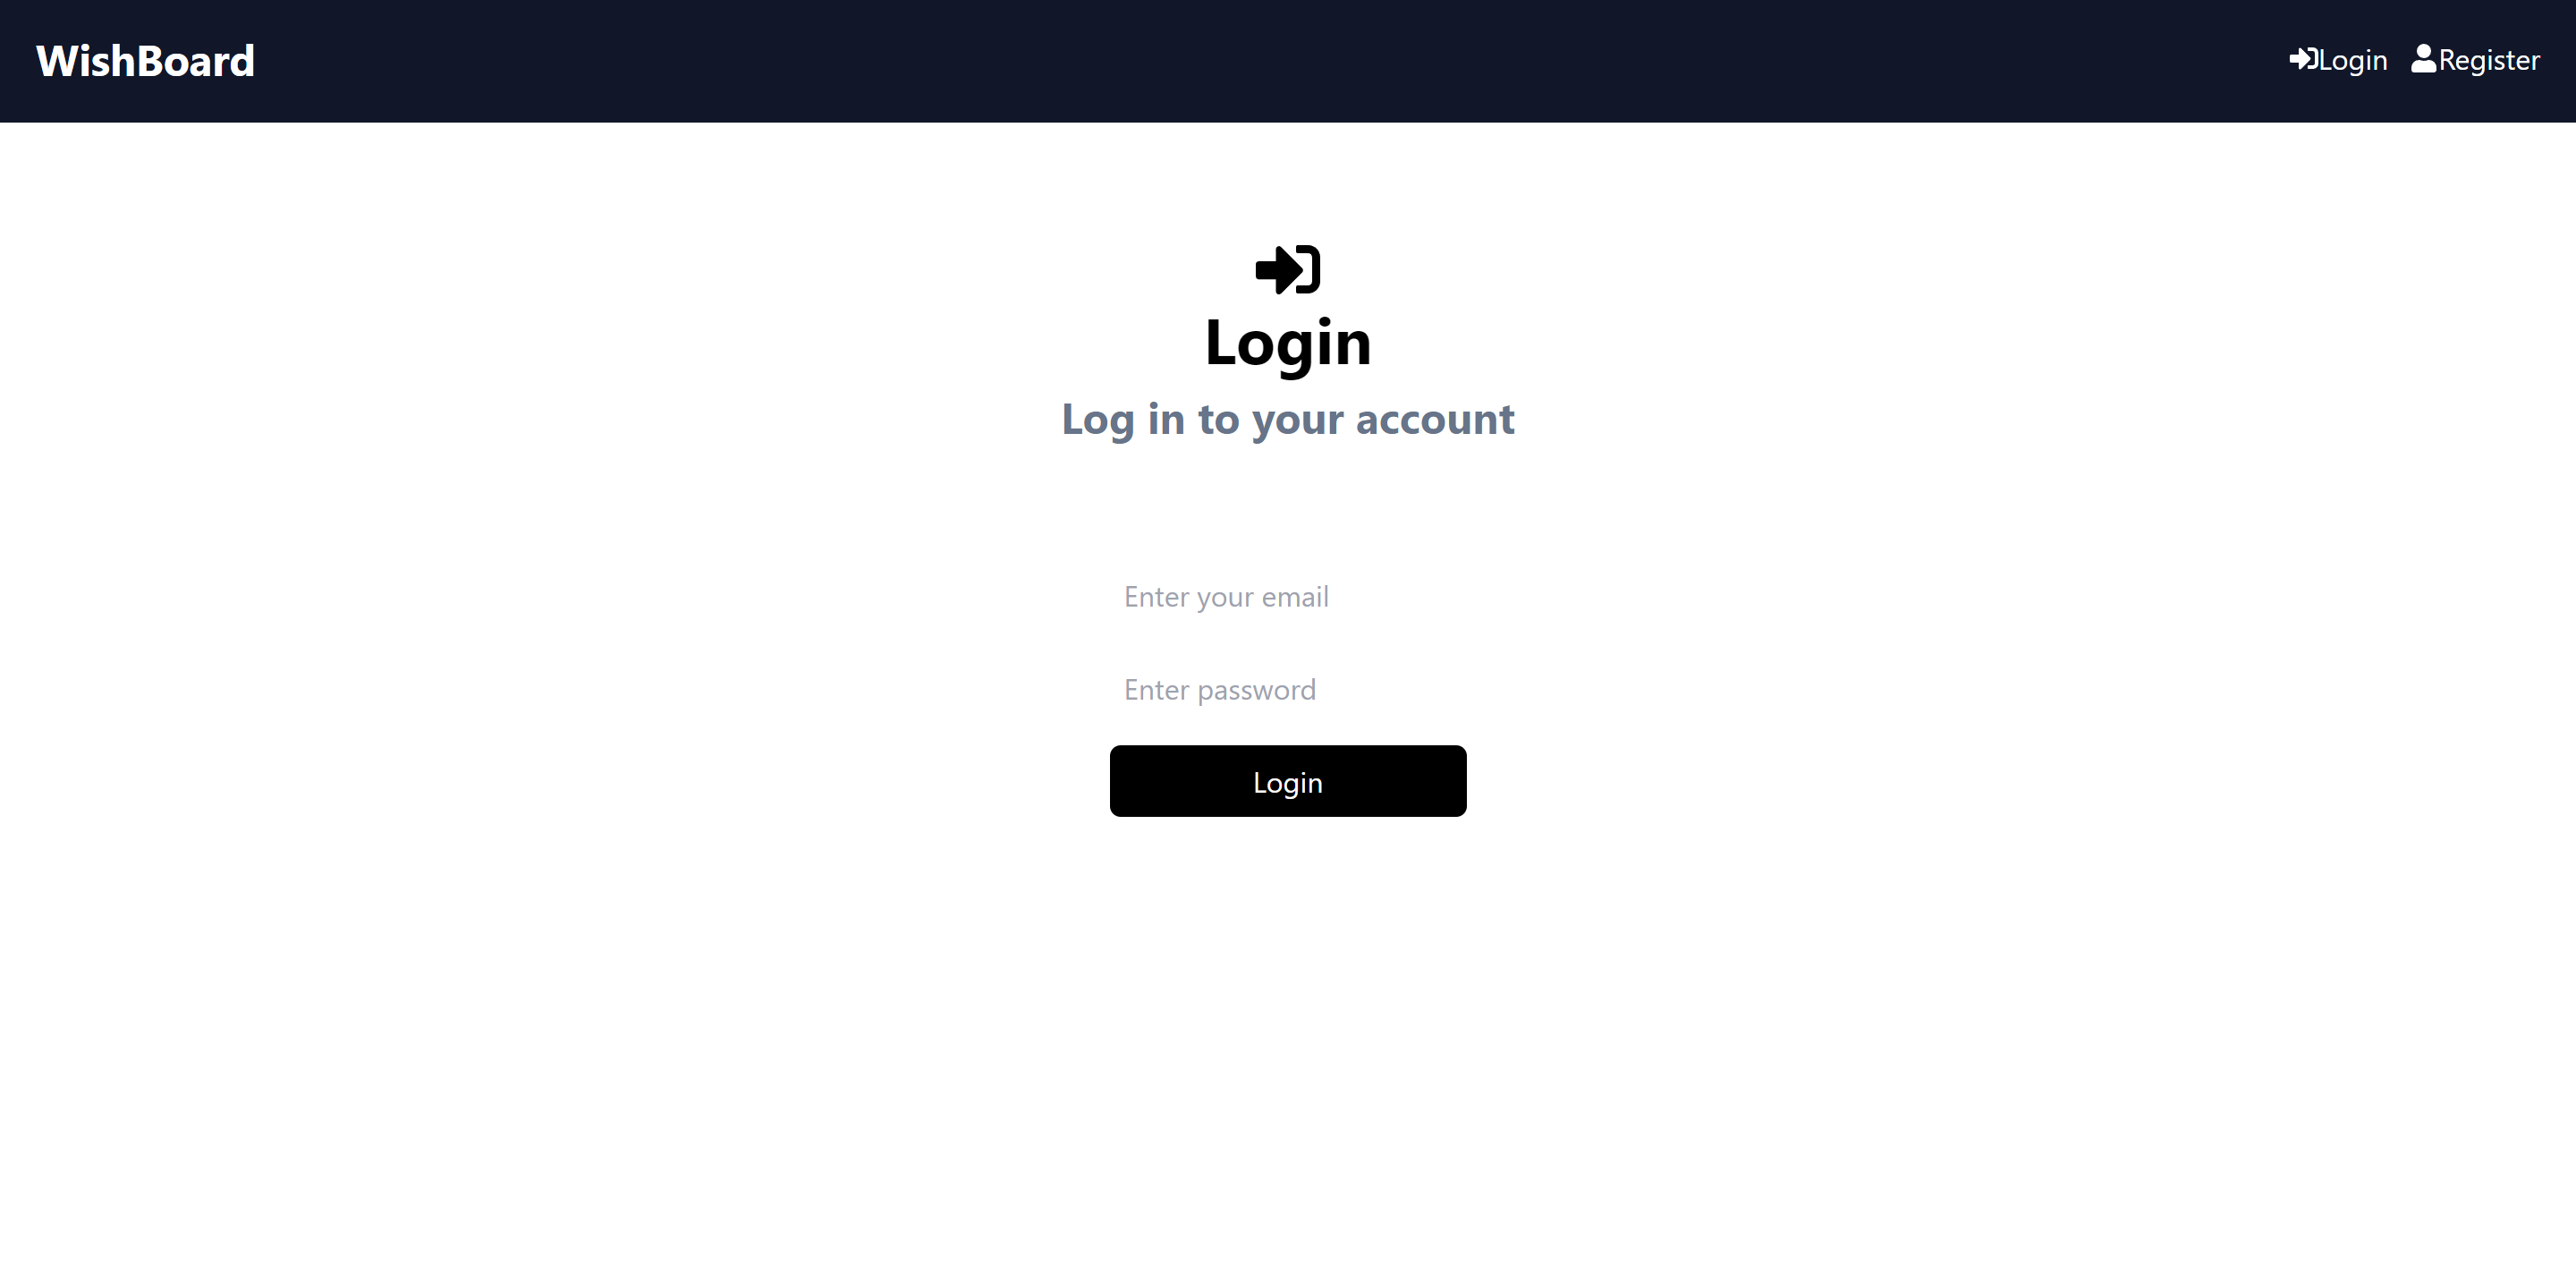 WishBoard
Login Register
Login
Log in to your account
Enter your email
Enter password
Login